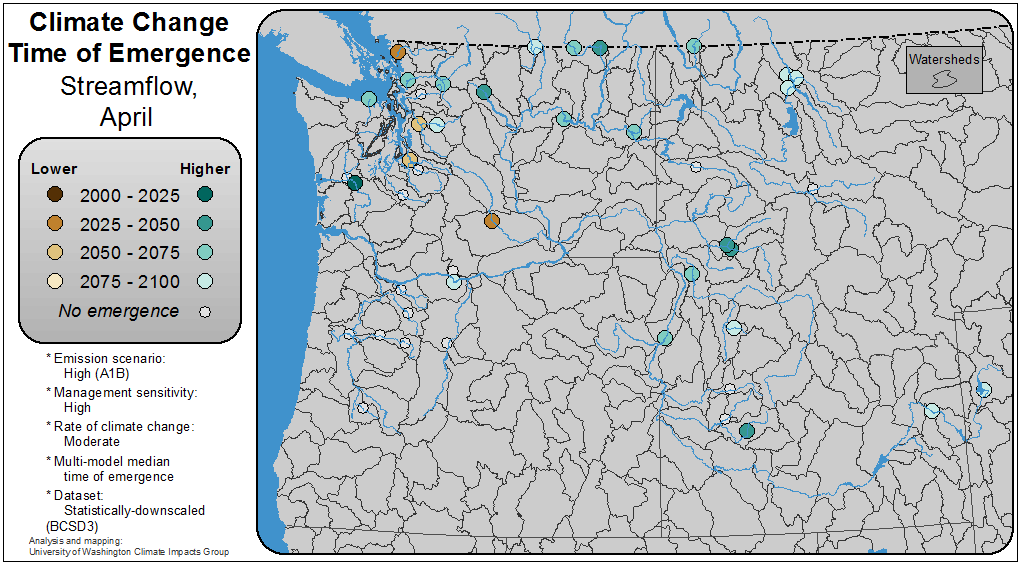 Climate Change
Time of Emergence
Streamflow,
April
Lower Higher
2000 - 2025
2025 - 2050
2050 - 2075
2075 - 2100
No emergence
* Emission scenario:
High (A1B)
* Management sensitivity:
High
* Rate of climate change:
Moderate
* Multi-model median
time of emergence
* Dataset:
Statistically-downscaled
(BCSD3)
Analysis and mapping:
University of Washington Climate Impacts Group
Watersheds